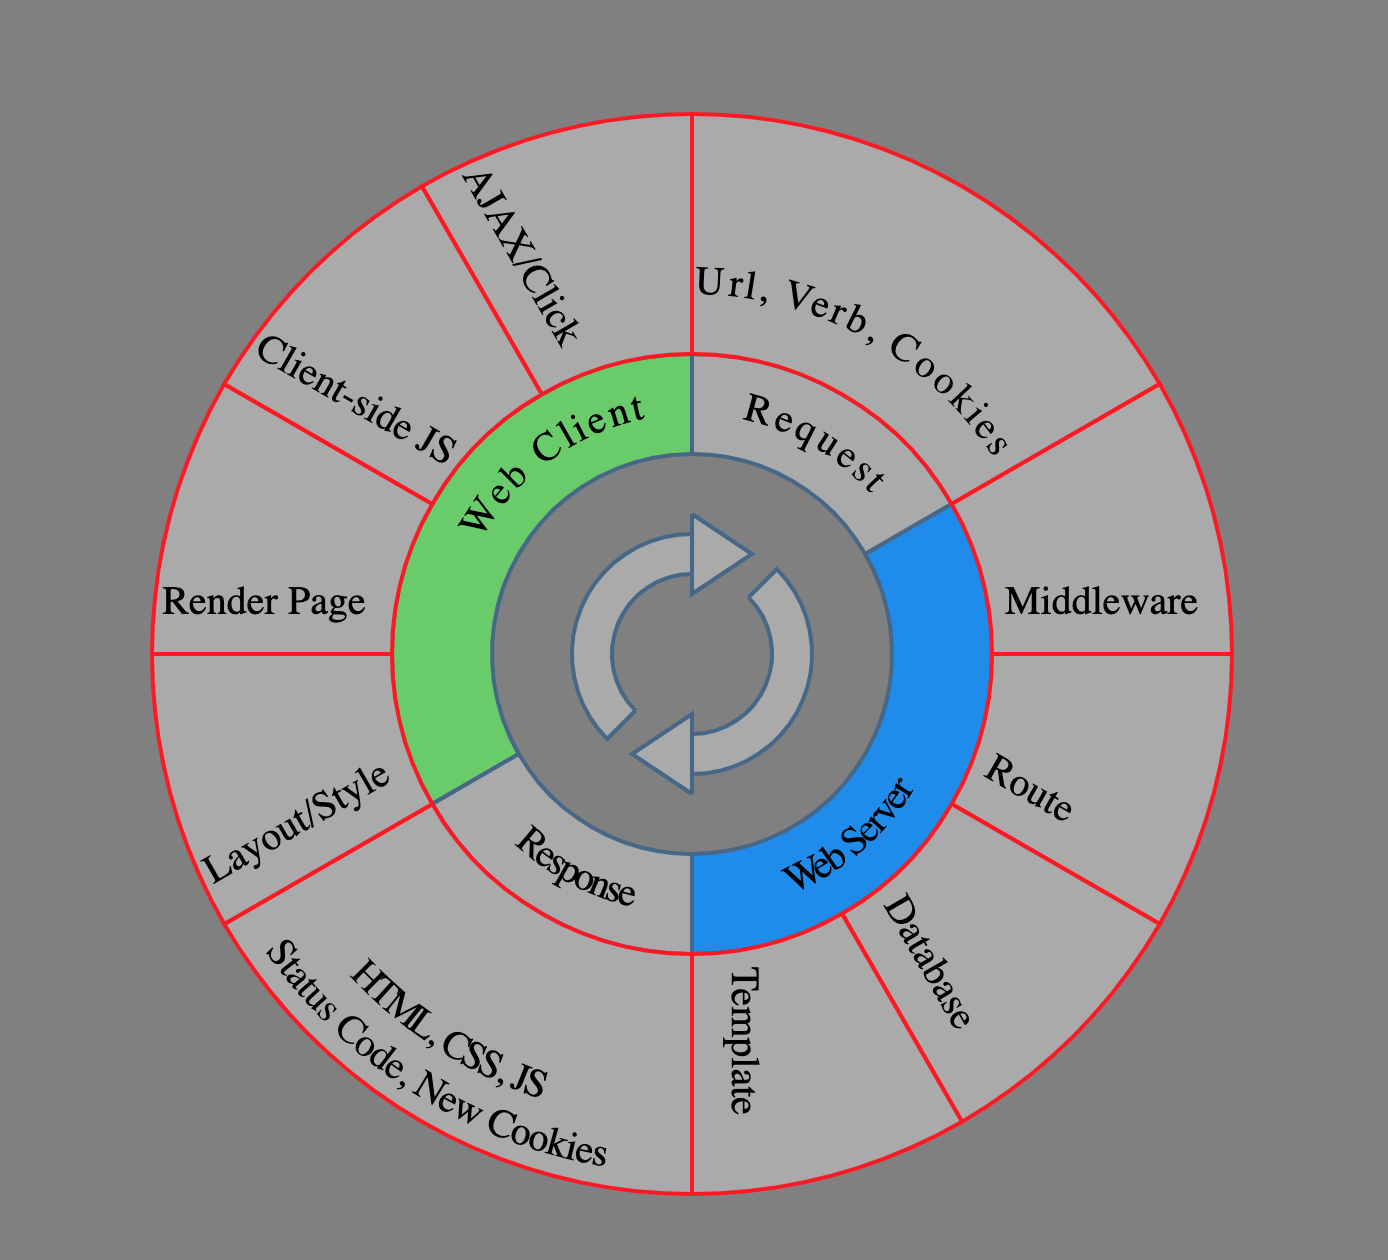 AJAX/Click
Url, Verb, Cookies
Client-side JS
Web Client
Request
Render Page
Middleware
Layout/Style
Route
Response
Web Server
HTML, CSS, JS
Status Code, New Cookies
Database
Template